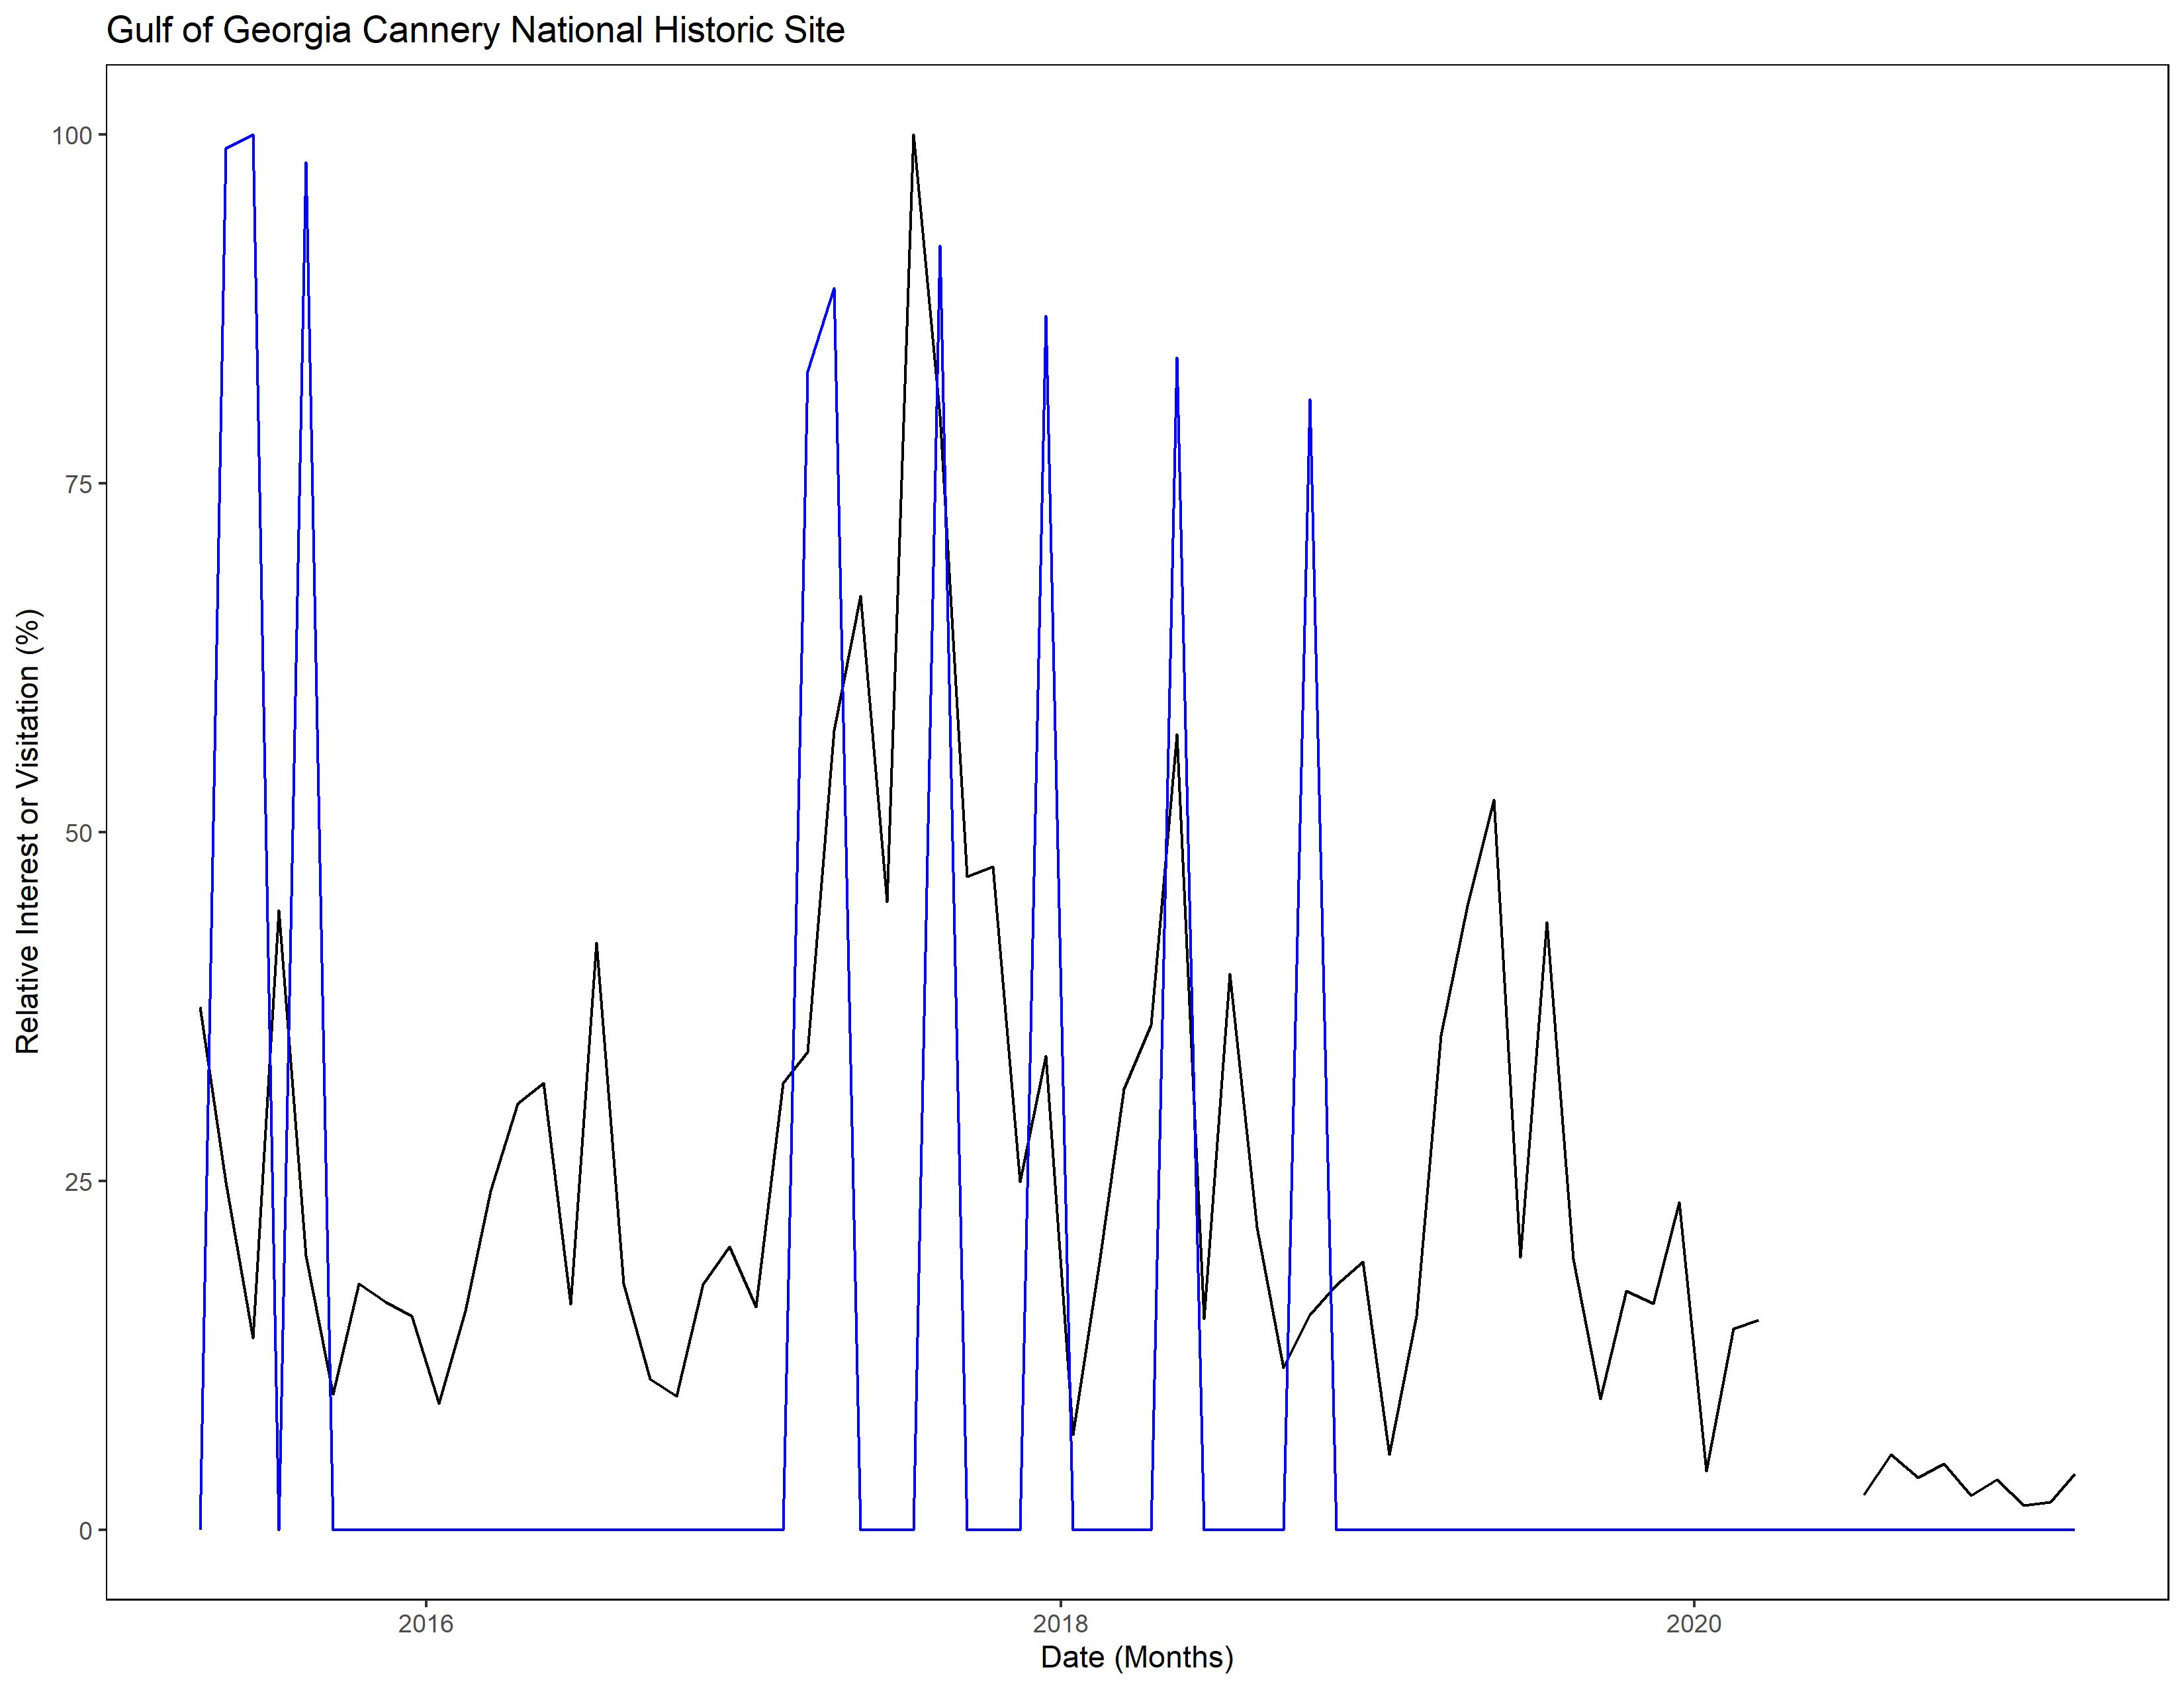 Gulf of Georgia Cannery National Historic Site
100
75
50
25
0
Relative Interest or Visitation (%)
2016
2018
2020
Date (Months)